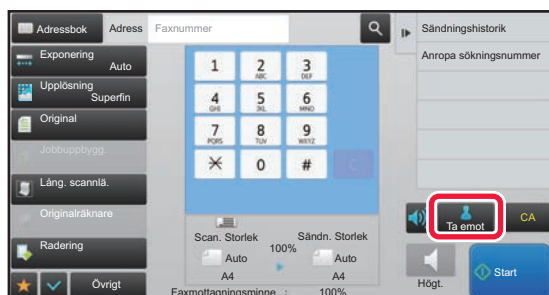 Adressbok
Adress
Faxnummer
Sändningshistorik
Exponering
Auto
Anropa sökningsnummer
Upplösning
Superfin
Original
Jobbuppbygg.
Lång. scannlä.
Originalräknare
Radering
Övrigt
1
2
ABC
3
DEF
4
GHI
5
JKL
6
MNO
7
PQRS
8
TUV
9
WXYZ
0
#
C
Scan. Storlek
100%
Sändn. Storlek
Auto
Auto
A4
A4
Faxmottagningsminne : 100%
Ta emot
CA
Högt.
Start